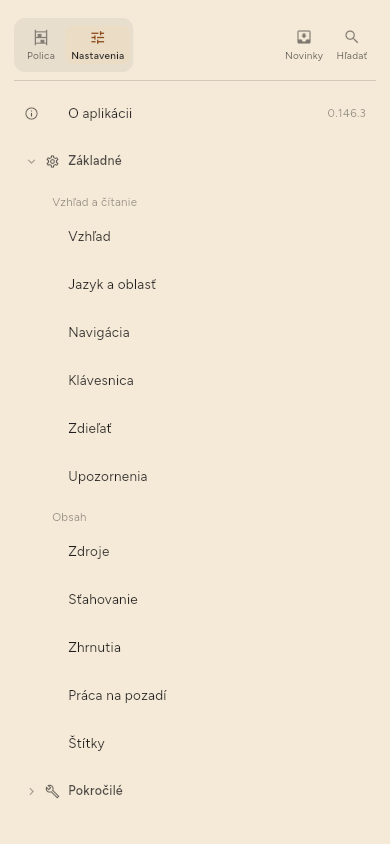 Polica
Nastavenia
Novinky
Hľadať
O aplikácii
0.146.3
Základné
Vzhľad a čítanie
Vzhľad
Jazyk a oblasť
Navigácia
Klávesnica
Zdieľať
Upozornenia
Obsah
Zdroje
Sťahovanie
Zhrnutia
Práca na pozadí
Štítky
Pokročilé